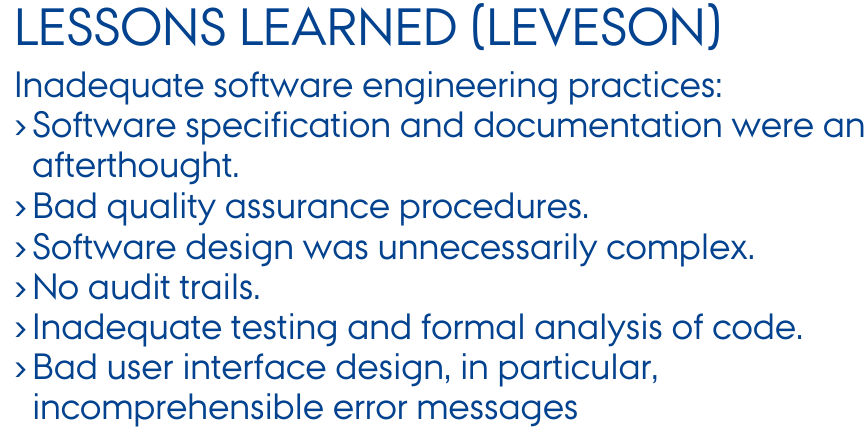 LESSONS LEARNED (LEVESON)
Inadequate software engineering practices:
› Software specification and documentation were an
afterthought.
› Bad quality assurance procedures.
› Software design was unnecessarily complex.
› No audit trails.
› Inadequate testing and formal analysis of code.
› Bad user interface design, in particular,
incomprehensible error messages